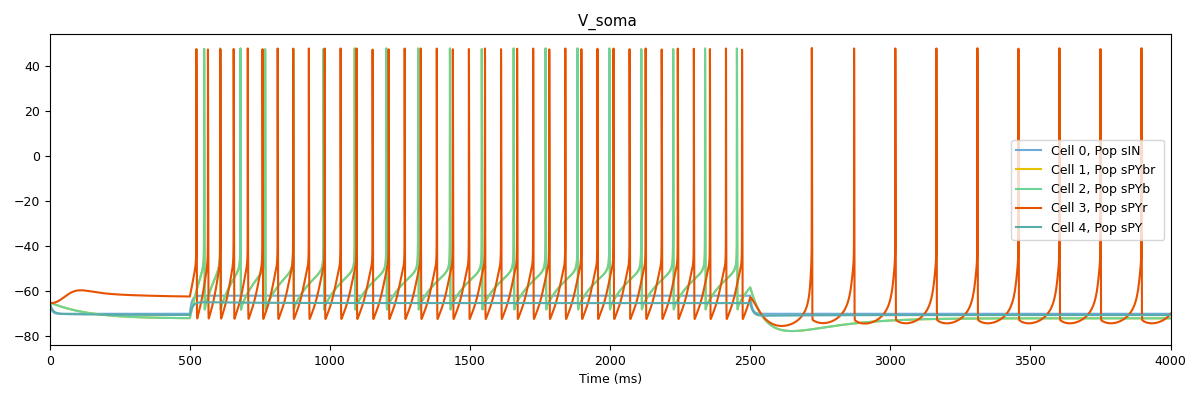 V_soma
40
20
0
−20
−40
−60
−80
Cell 0, Pop sIN
Cell 1, Pop sPYbr
Cell 2, Pop sPYb
Cell 3, Pop sPYr
Cell 4, Pop sPY
0 500 1000 1500 2000 2500 3000 3500 4000
Time (ms)